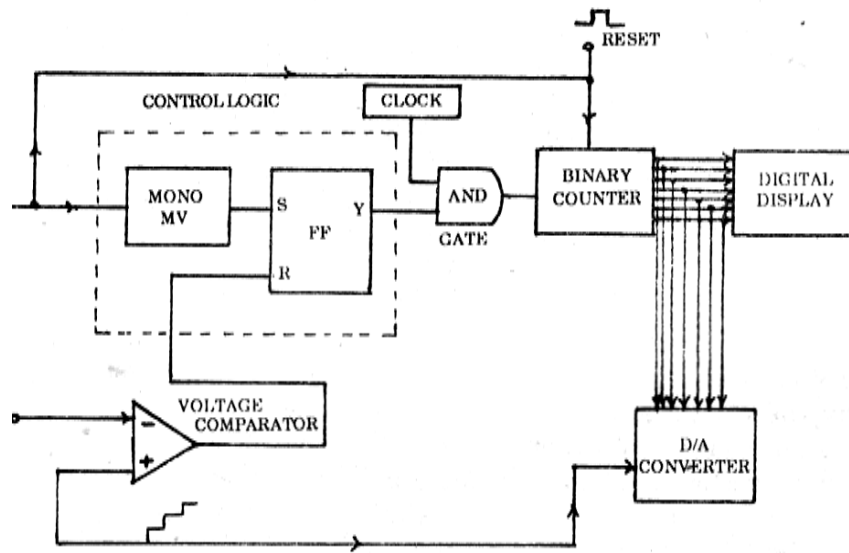 RESET
CONTROL LOGIC
CLOCK
MONO
MV
S
Y
FF
R
AND
GATE
BINARY
COUNTER
DIGITAL
DISPLAY
VOLTAGE
COMPARATOR
-
+
D/A
CONVERTER